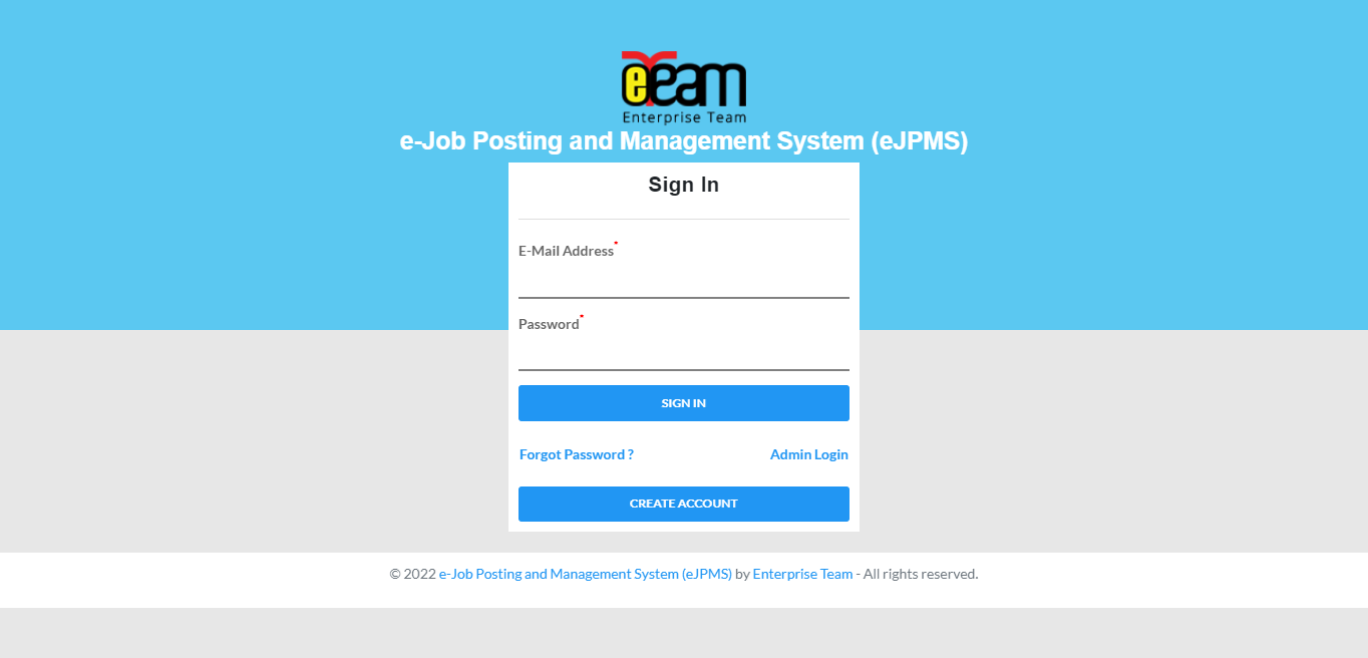 eTeam
Enterprise Team
e-Job Posting and Management System (eJPMS)
Sign In
E-Mail Address*
Password*
SIGN IN
Forgot Password ? Admin Login
CREATE ACCOUNT
© 2022 e-Job Posting and Management System (eJPMS) by Enterprise Team - All rights reserved.